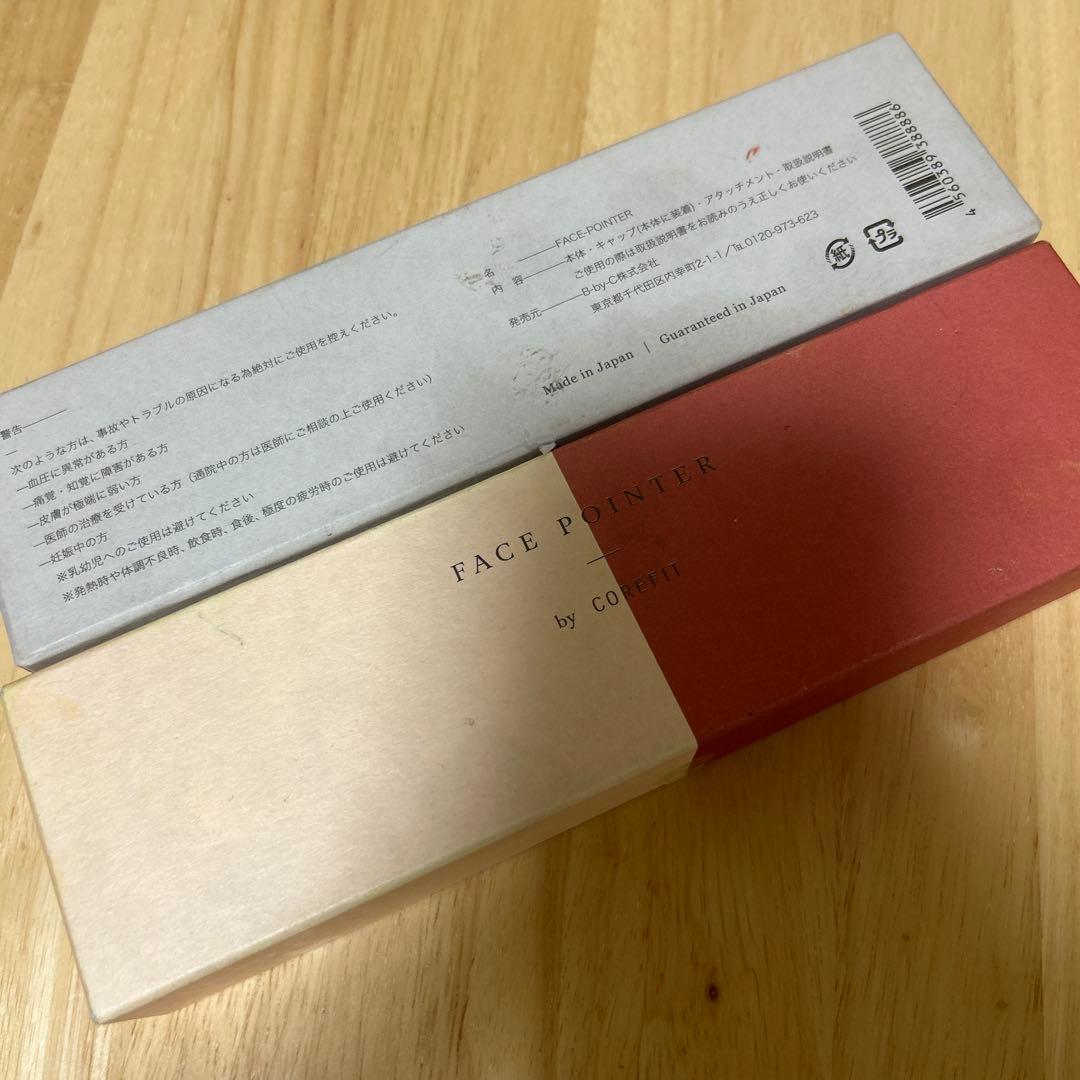 警告
次のような方は、事故やトラブルの原因になる為絶対にご使用を控えください。
―血圧に異常がある方
―痛覚・知覚に障害がある方
―皮膚が極端に弱い方
―医師の治療を受けている方（通院中の方は医師にご相談の上ご使用ください）
―妊娠中の方
※乳幼児へのご使用は避けてください
※発熱時や体調不良時、飲食時、食後、極度の疲労時のご使用は避けてください
名 FACE-POINTER
内 容 本体・キャップ(本体に装着)・アタッチメント・取扱説明書
ご使用の際は取扱説明書をお読みのうえ正しくお使いください
発売元 B-by-C株式会社
東京都千代田区内幸町2-1-1／TEL0120-973-623
Made in Japan | Guaranteed in Japan
紙
プラ
4 560389 388886
FACE POINTER
by COREFIT